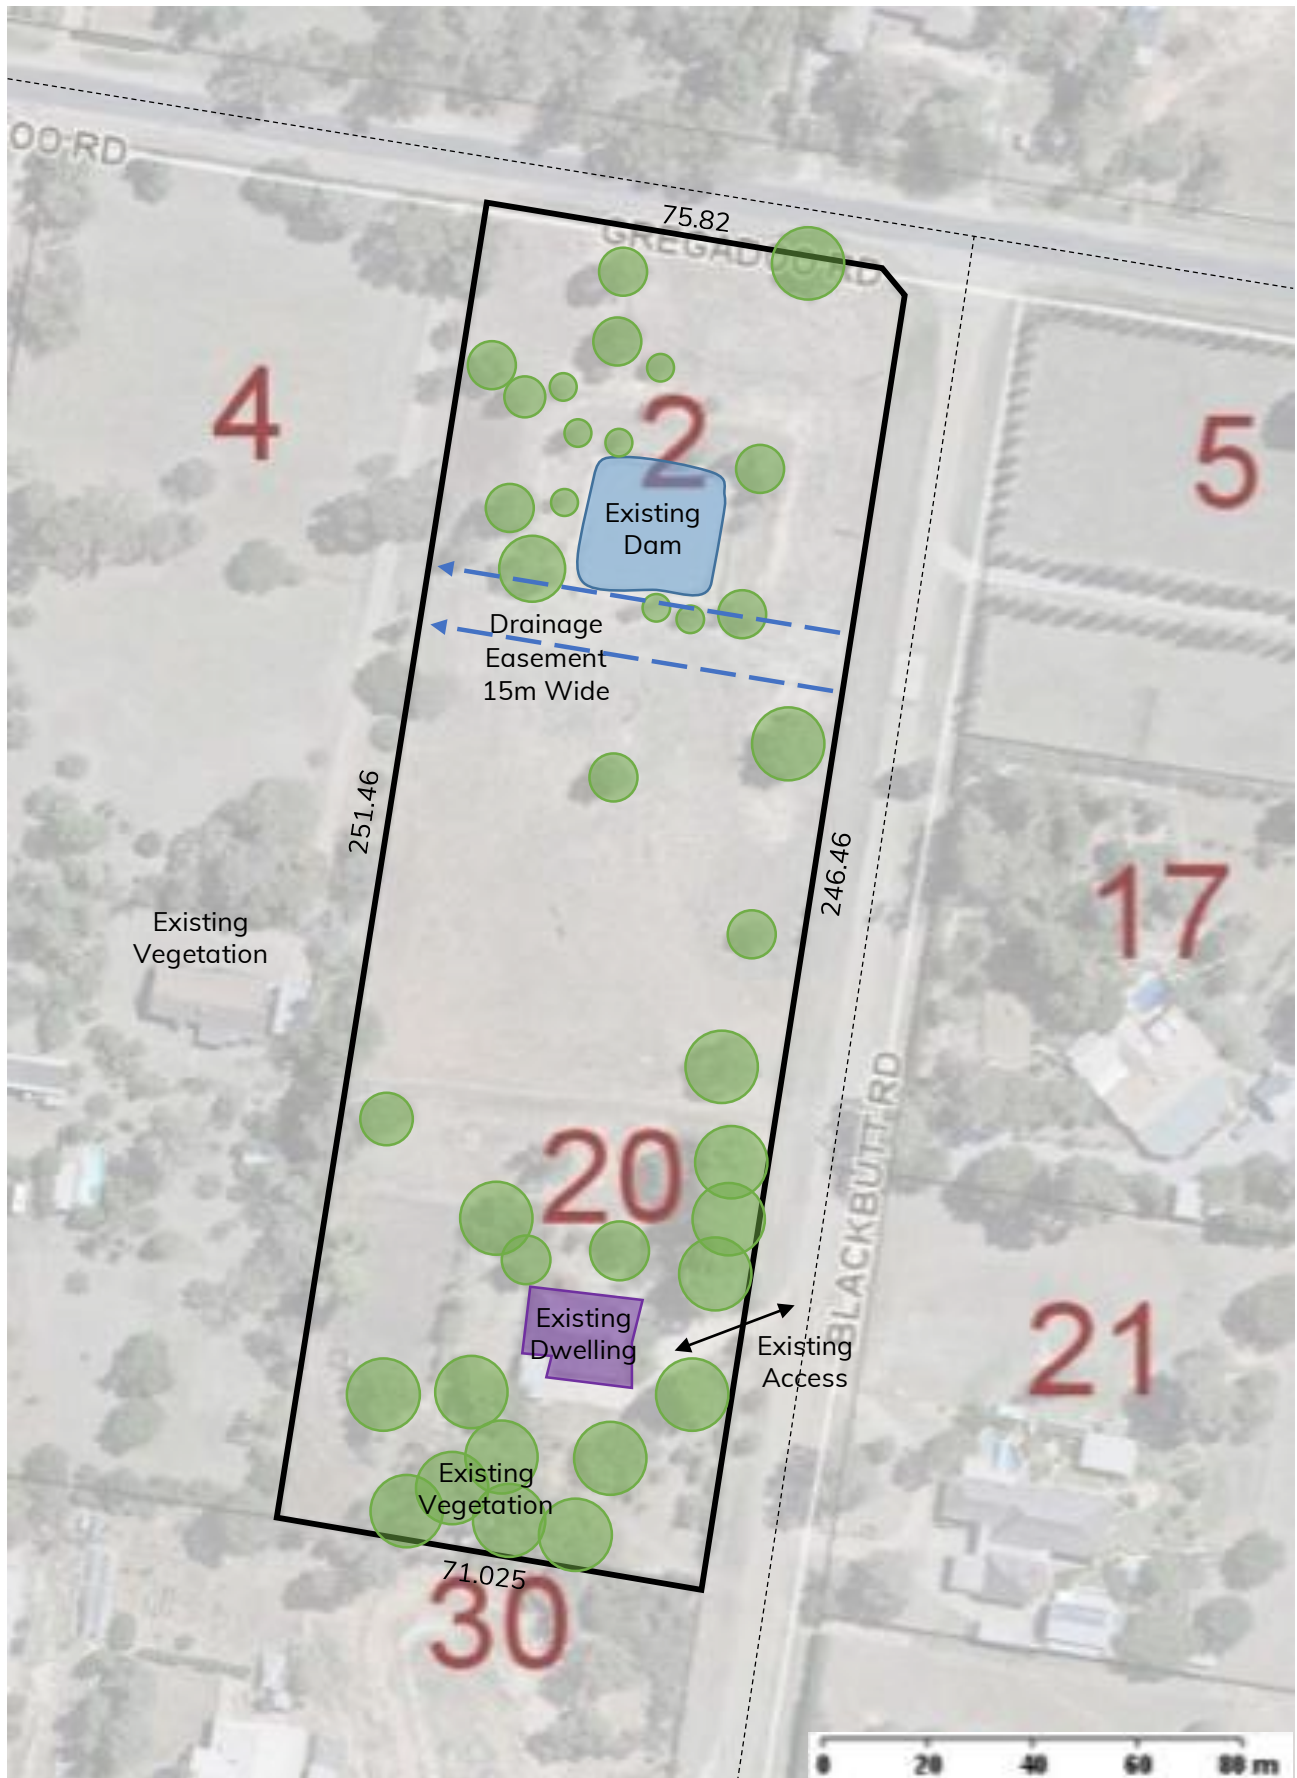 OO RD
75.82
GREGADOO RD
4
2
5
Existing
Dam
Drainage
Easement
15m Wide
251.46
246.46
17
Existing
Vegetation
BLACKBUTT RD
20
Existing
Dwelling
Existing
Access
21
Existing
Vegetation
71.025
30
0 20 40 60 80 m